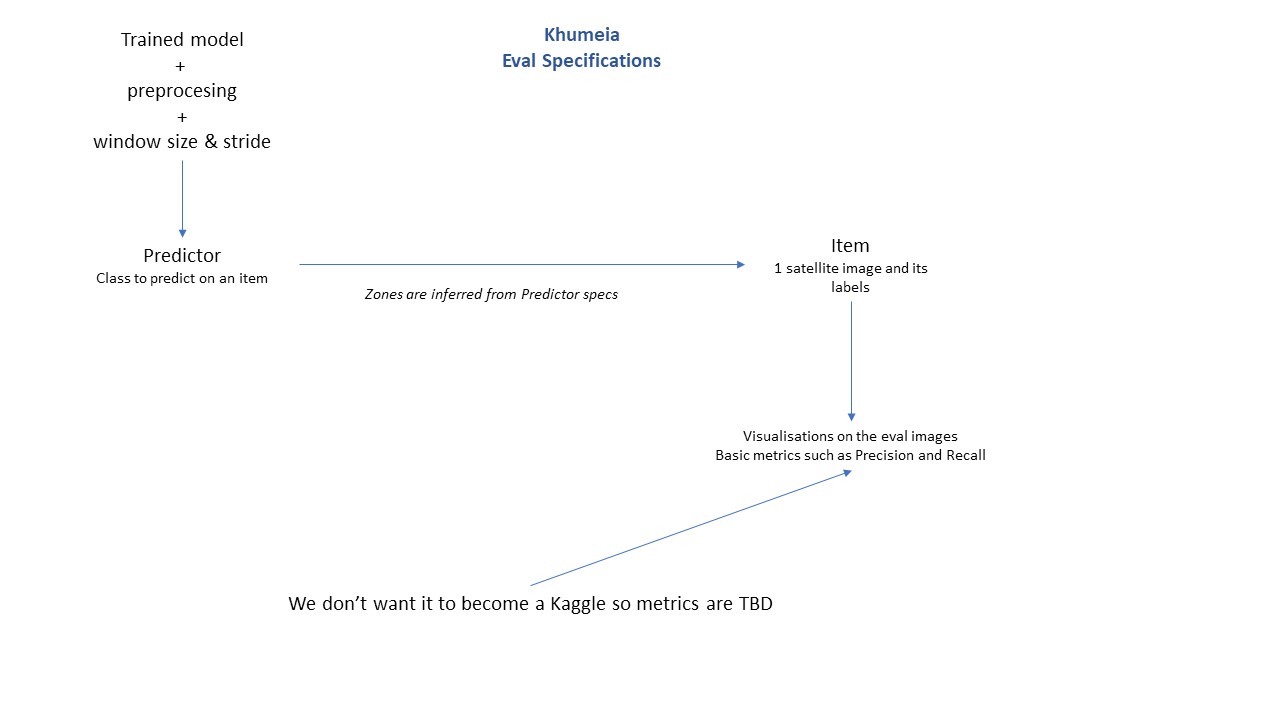 Khumeia
Eval Specifications
Trained model
+
preprocesing
+
window size & stride
Predictor
Class to predict on an item
Zones are inferred from Predictor specs
Item
1 satellite image and its
labels
Visualisations on the eval images
Basic metrics such as Precision and Recall
We don’t want it to become a Kaggle so metrics are TBD